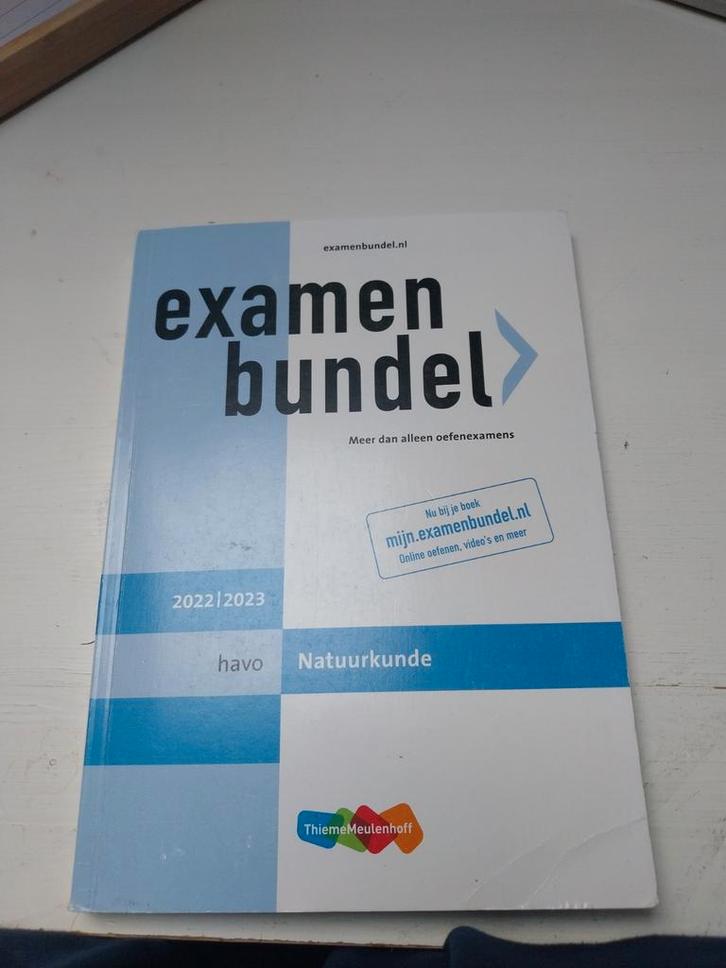 examenbundel.nl
examen
bundel
Meer dan alleen oefenexamens
Nu bij je boek
mijn.examenbundel.nl
Online oefenen, video's en meer
2022|2023
havo
Natuurkunde
ThiemeMeulenhoff